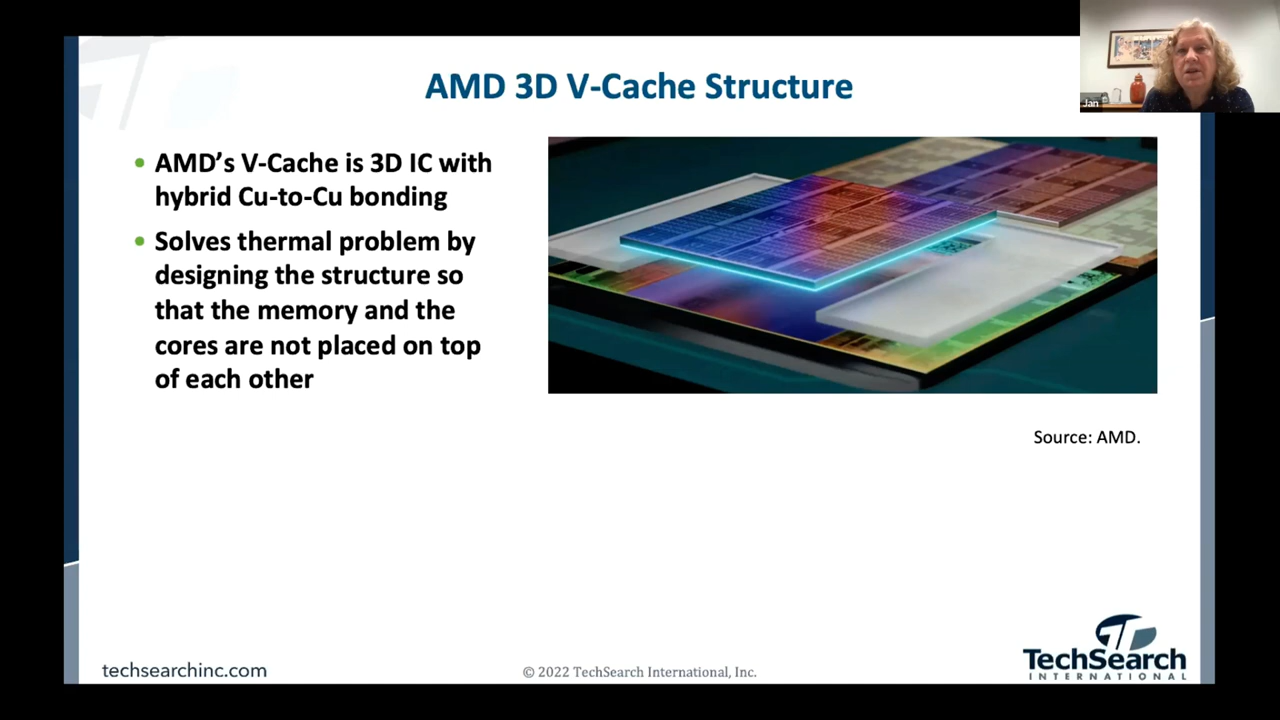 AMD 3D V-Cache Structure
Jan
• AMD’s V-Cache is 3D IC with
hybrid Cu-to-Cu bonding
• Solves thermal problem by
designing the structure so
that the memory and the
cores are not placed on top
of each other
Source: AMD.
techsearchinc.com
© 2022 TechSearch International, Inc.
TechSearch
INTERNATIONAL